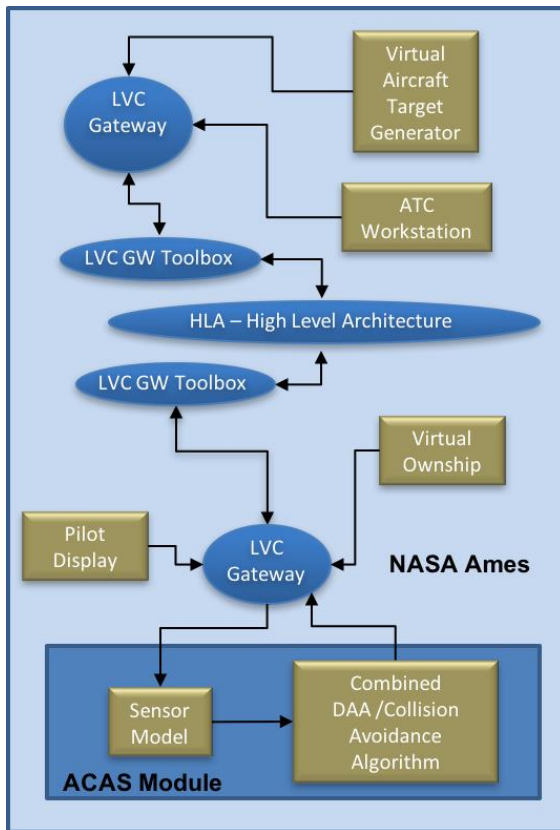 Virtual
Aircraft
Target
Generator
LVC
Gateway
ATC
Workstation
LVC GW Toolbox
HLA – High Level Architecture
LVC GW Toolbox
Virtual
Ownship
Pilot
Display
LVC
Gateway
NASA Ames
Sensor
Model
Combined
DAA /Collision
Avoidance
Algorithm
ACAS Module